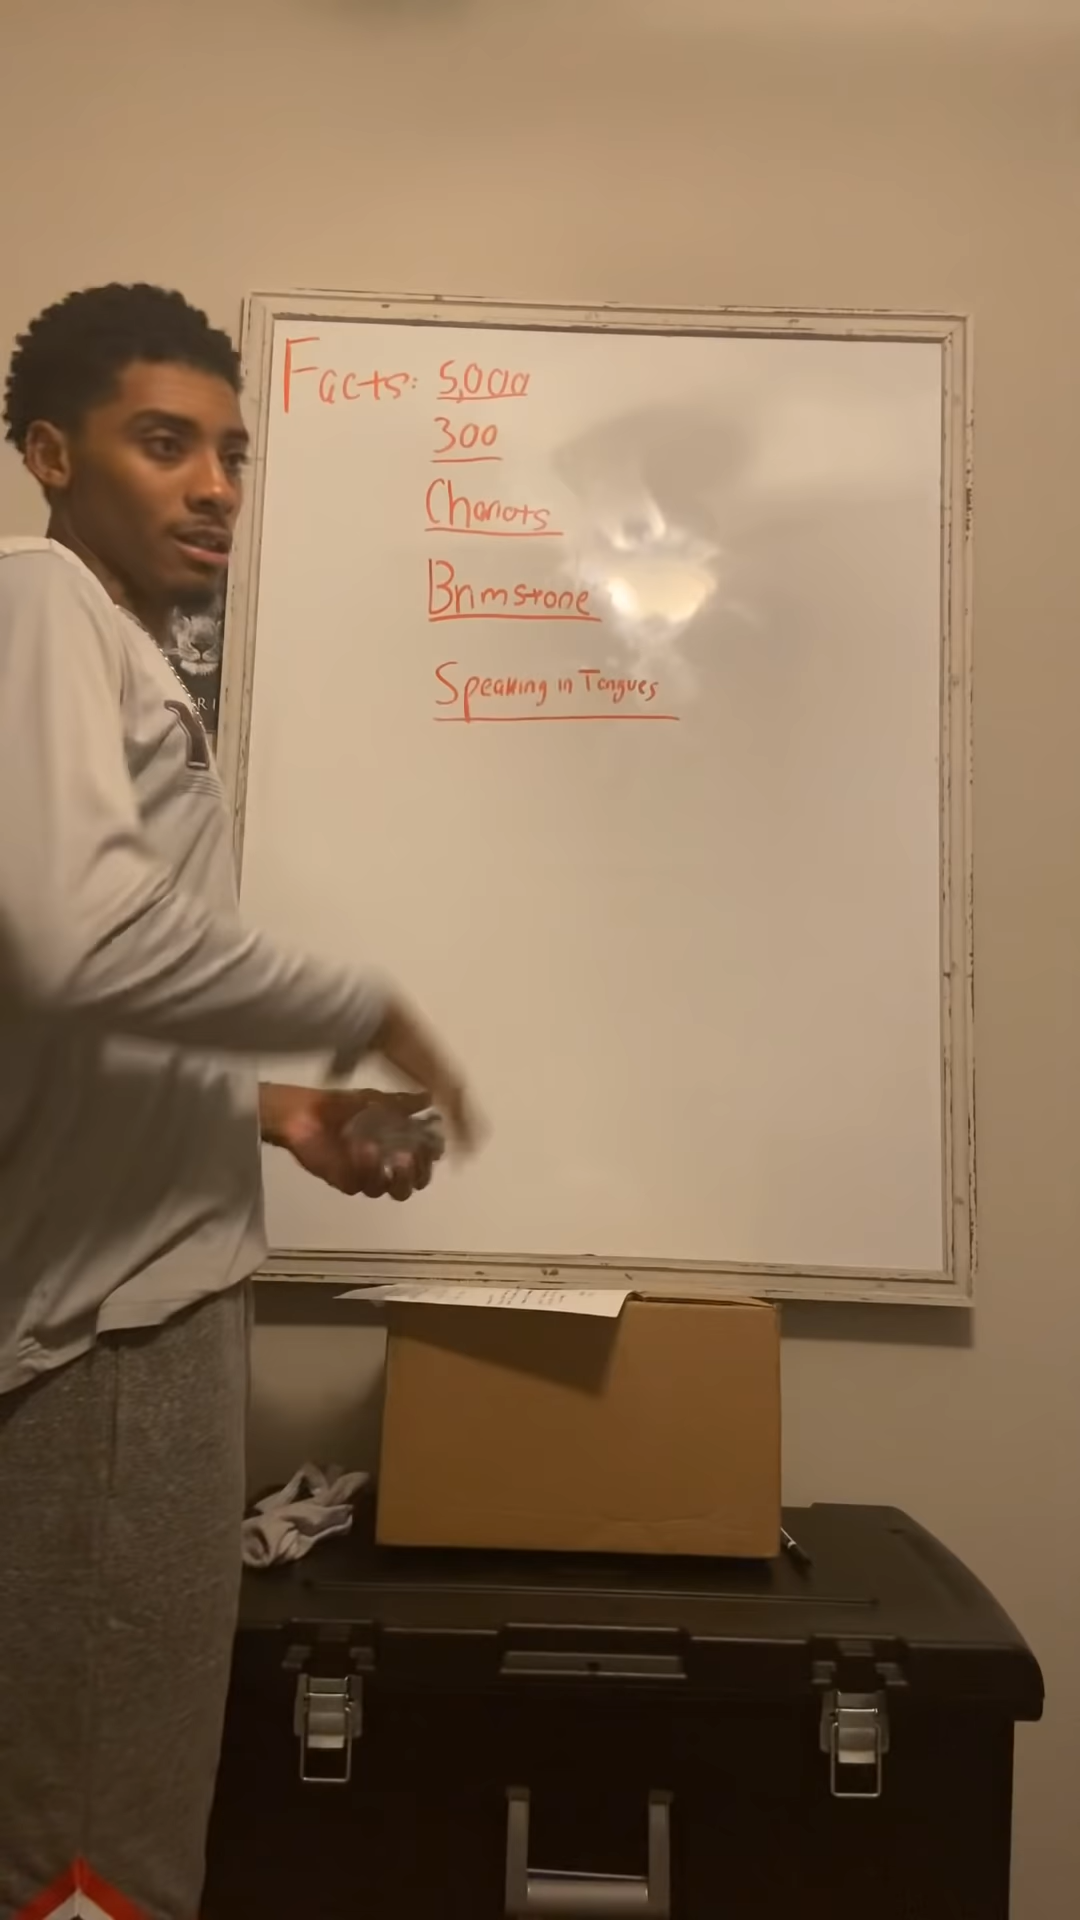 Facts: 5,000
300
Chariots
Brimstone
Speaking in Tongues